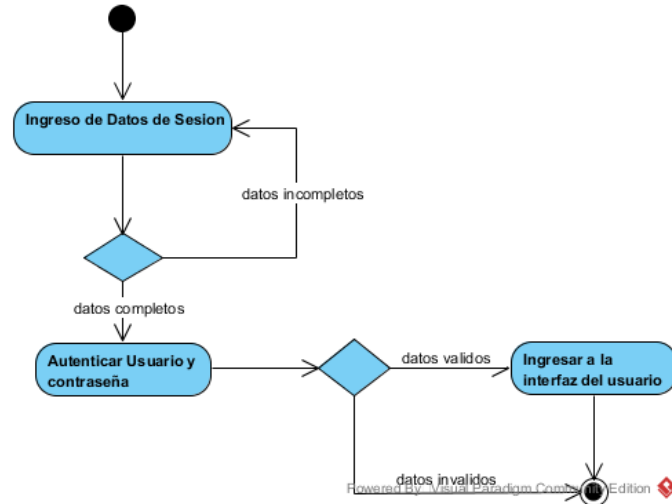 Ingreso de Datos de Sesion
datos incompletos
datos completos
Autenticar Usuario y
contraseña
datos validos
Ingresar a la
interfaz del usuario
datos invalidos
Powered By Visual Paradigm Community Edition